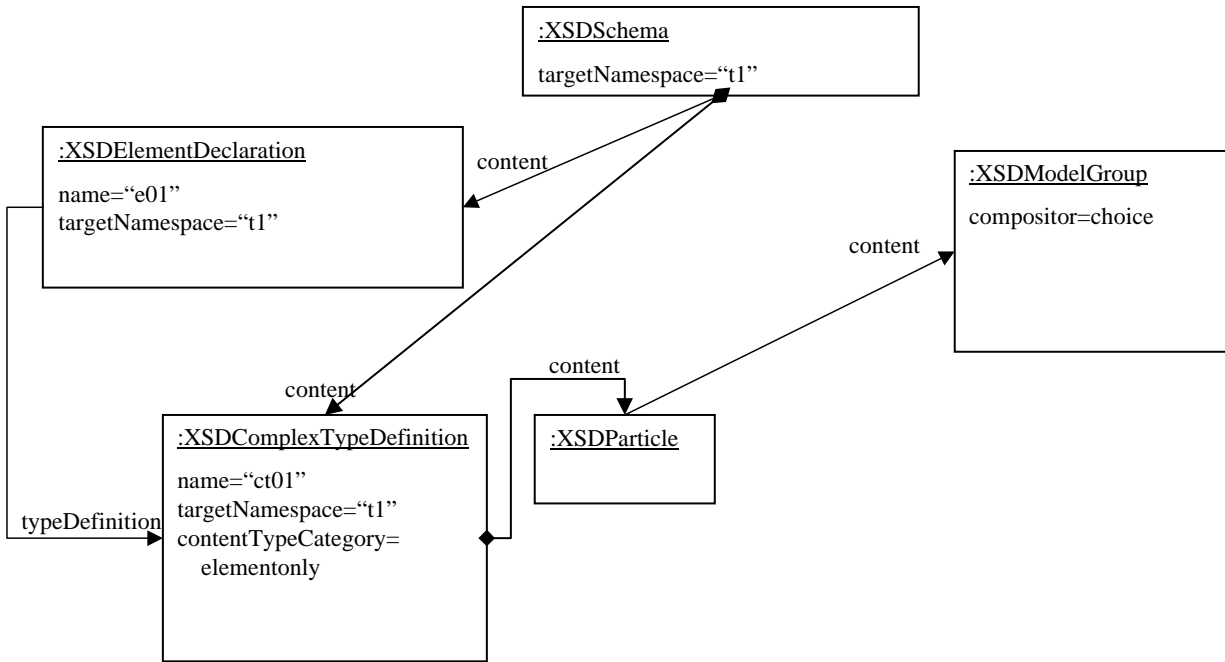 :XSDSchema
targetNamespace=“t1”
:XSDElementDeclaration
name=“e01”
targetNamespace=“t1”
content
:XSDModelGroup
compositor=choice
content
content
content
:XSDComplexTypeDefinition
name=“ct01”
targetNamespace=“t1”
contentTypeCategory=
elementonly
:XSDParticle
typeDefinition